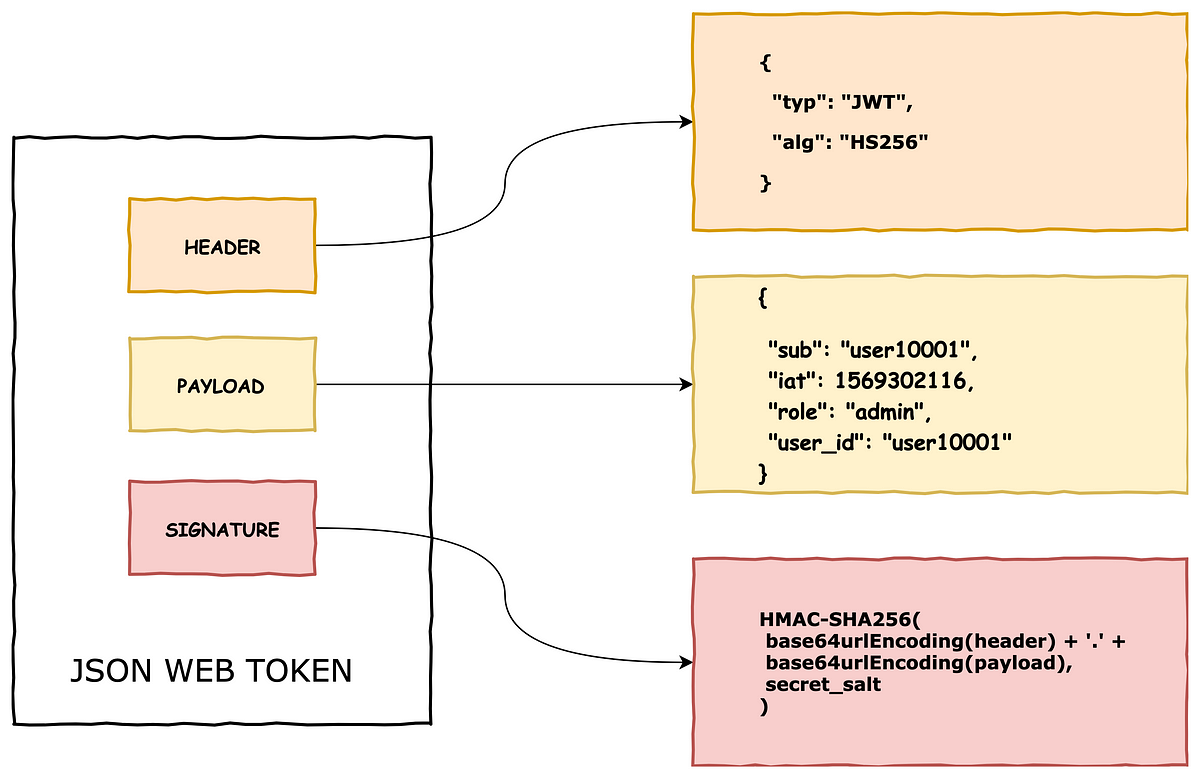 HEADER
PAYLOAD
SIGNATURE
JSON WEB TOKEN
{
"typ": "JWT",
"alg": "HS256"
}
{
"sub": "user10001",
"iat": 1569302116,
"role": "admin",
"user_id": "user10001"
}
HMAC-SHA256(
base64urlEncoding(header) + '.' +
base64urlEncoding(payload),
secret_salt
)